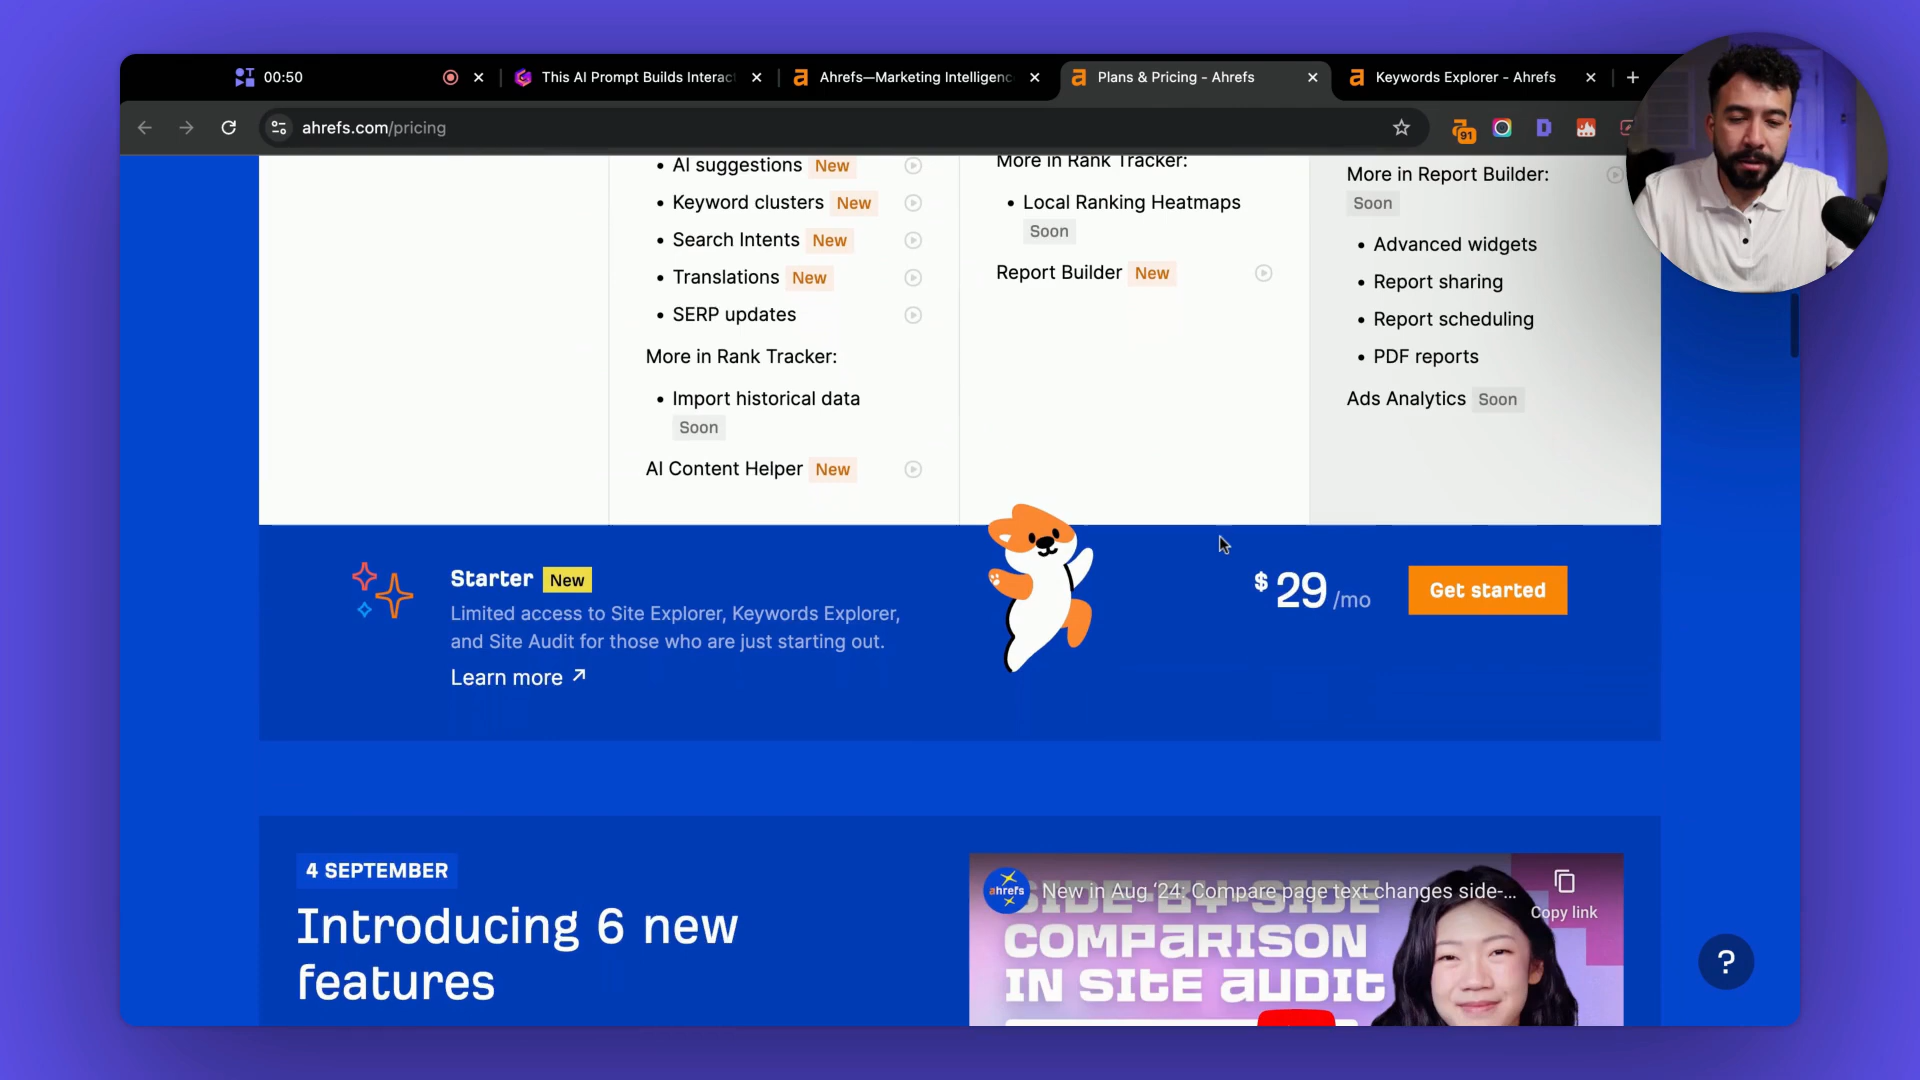 00:50
This AI Prompt Builds Interac
Ahrefs—Marketing Intelligenc
Plans & Pricing - Ahrefs
Keywords Explorer - Ahrefs
ahrefs.com/pricing
91
AI suggestions New
Keyword clusters New
Search Intents New
Translations New
SERP updates
More in Rank Tracker:
Import historical data
Soon
AI Content Helper New
More in Rank Tracker:
Local Ranking Heatmaps
Soon
Report Builder New
More in Report Builder:
Soon
Advanced widgets
Report sharing
Report scheduling
PDF reports
Ads Analytics Soon
Starter New
Limited access to Site Explorer, Keywords Explorer,
and Site Audit for those who are just starting out.
Learn more
$29/mo
Get started
4 SEPTEMBER
Introducing 6 new
features
ahrefs
New in Aug ‘24: Compare page text changes side-...
Copy link
SIDE-BY-SIDE
COMPARISON
IN SITE AUDIT
?